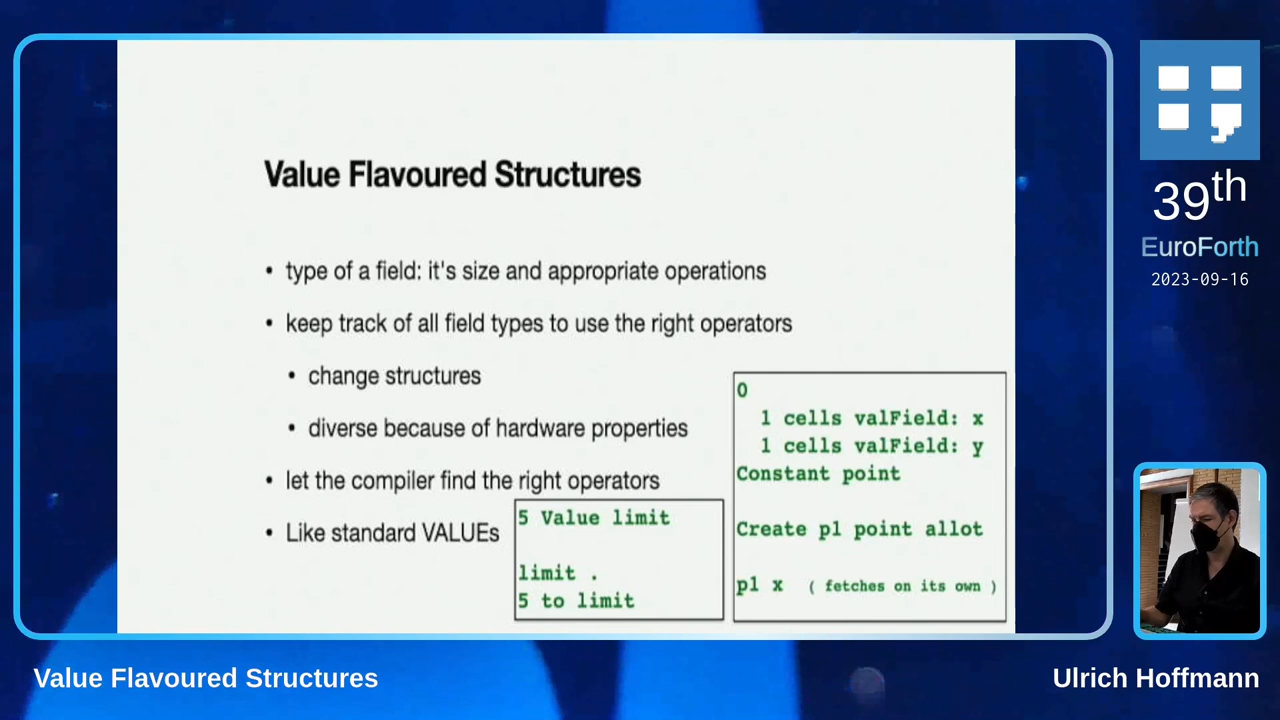 Value Flavoured Structures
• type of a field: it's size and appropriate operations
• keep track of all field types to use the right operators
• change structures
• diverse because of hardware properties
• let the compiler find the right operators
• Like standard VALUEs
5 Value limit
limit .
5 to limit
0
1 cells valField: x
1 cells valField: y
Constant point
Create p1 point allot
p1 x ( fetches on its own )
39th
EuroForth
2023-09-16
Value Flavoured Structures
Ulrich Hoffmann